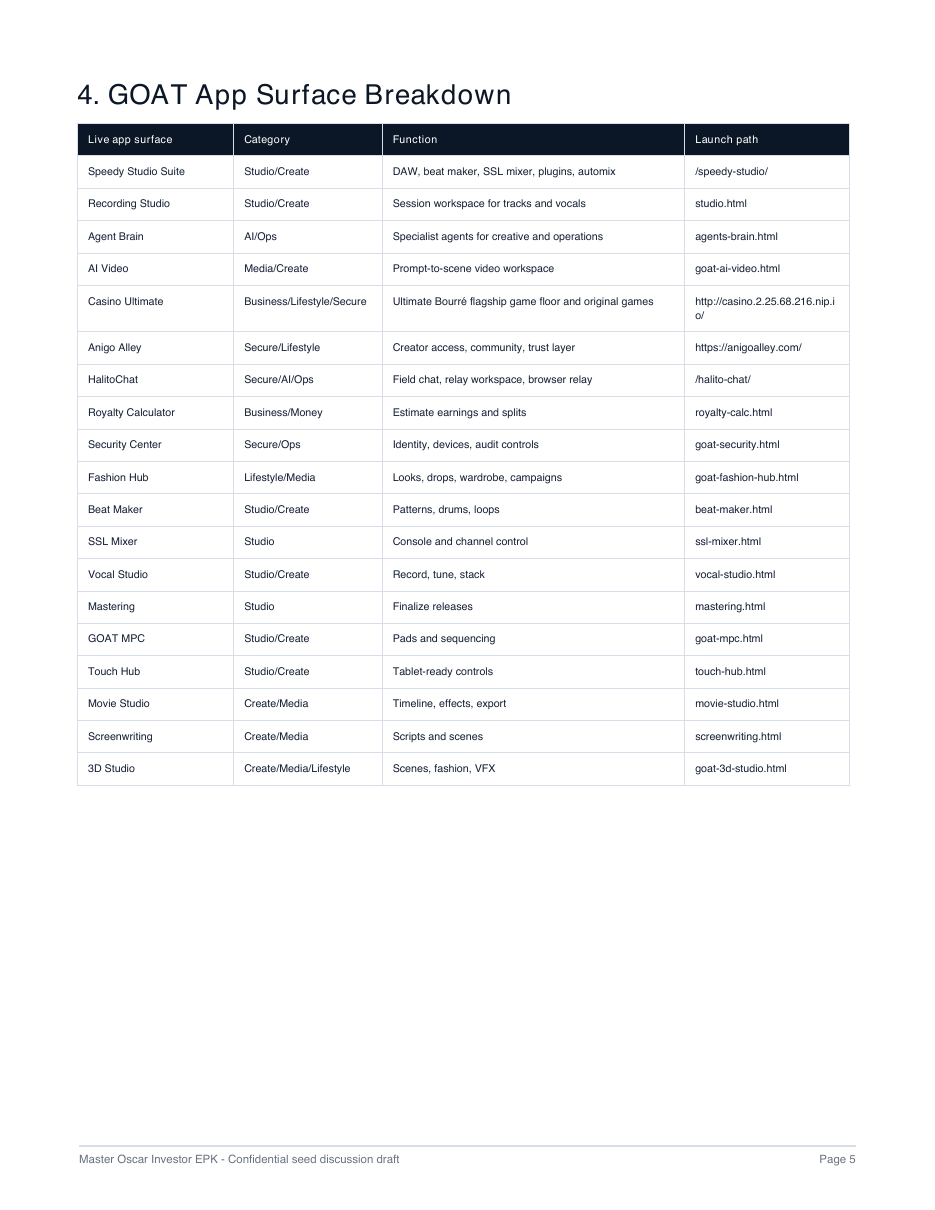 4. GOAT App Surface Breakdown
Live app surface Category Function Launch path
Speedy Studio Suite Studio/Create DAW, beat maker, SSL mixer, plugins, automix /speedy-studio/
Recording Studio Studio/Create Session workspace for tracks and vocals studio.html
Agent Brain AI/Ops Specialist agents for creative and operations agents-brain.html
AI Video Media/Create Prompt-to-scene video workspace goat-ai-video.html
Casino Ultimate Business/Lifestyle/Secure Ultimate Bourré flagship game floor and original games http://casino.2.25.68.216.nip.i
o/
Anigo Alley Secure/Lifestyle Creator access, community, trust layer https://anigoalley.com/
HalitoChat Secure/AI/Ops Field chat, relay workspace, browser relay /halito-chat/
Royalty Calculator Business/Money Estimate earnings and splits royalty-calc.html
Security Center Secure/Ops Identity, devices, audit controls goat-security.html
Fashion Hub Lifestyle/Media Looks, drops, wardrobe, campaigns goat-fashion-hub.html
Beat Maker Studio/Create Patterns, drums, loops beat-maker.html
SSL Mixer Studio Console and channel control ssl-mixer.html
Vocal Studio Studio/Create Record, tune, stack vocal-studio.html
Mastering Studio Finalize releases mastering.html
GOAT MPC Studio/Create Pads and sequencing goat-mpc.html
Touch Hub Studio/Create Tablet-ready controls touch-hub.html
Movie Studio Create/Media Timeline, effects, export movie-studio.html
Screenwriting Create/Media Scripts and scenes screenwriting.html
3D Studio Create/Media/Lifestyle Scenes, fashion, VFX goat-3d-studio.html
Master Oscar Investor EPK - Confidential seed discussion draft Page 5